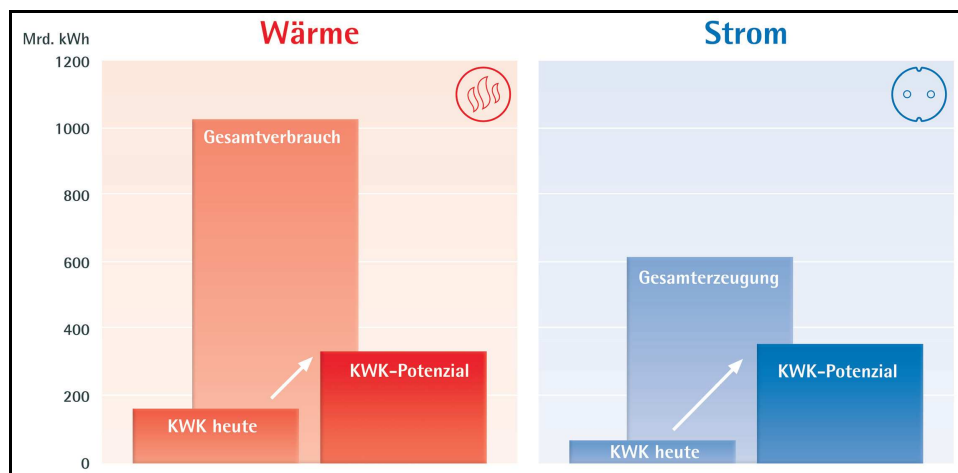 Mrd. kWh
Wärme
Strom
1200
1000
800
600
400
200
0
Gesamtverbrauch
KWK-Potenzial
KWK heute
Gesamterzeugung
KWK-Potenzial
KWK heute